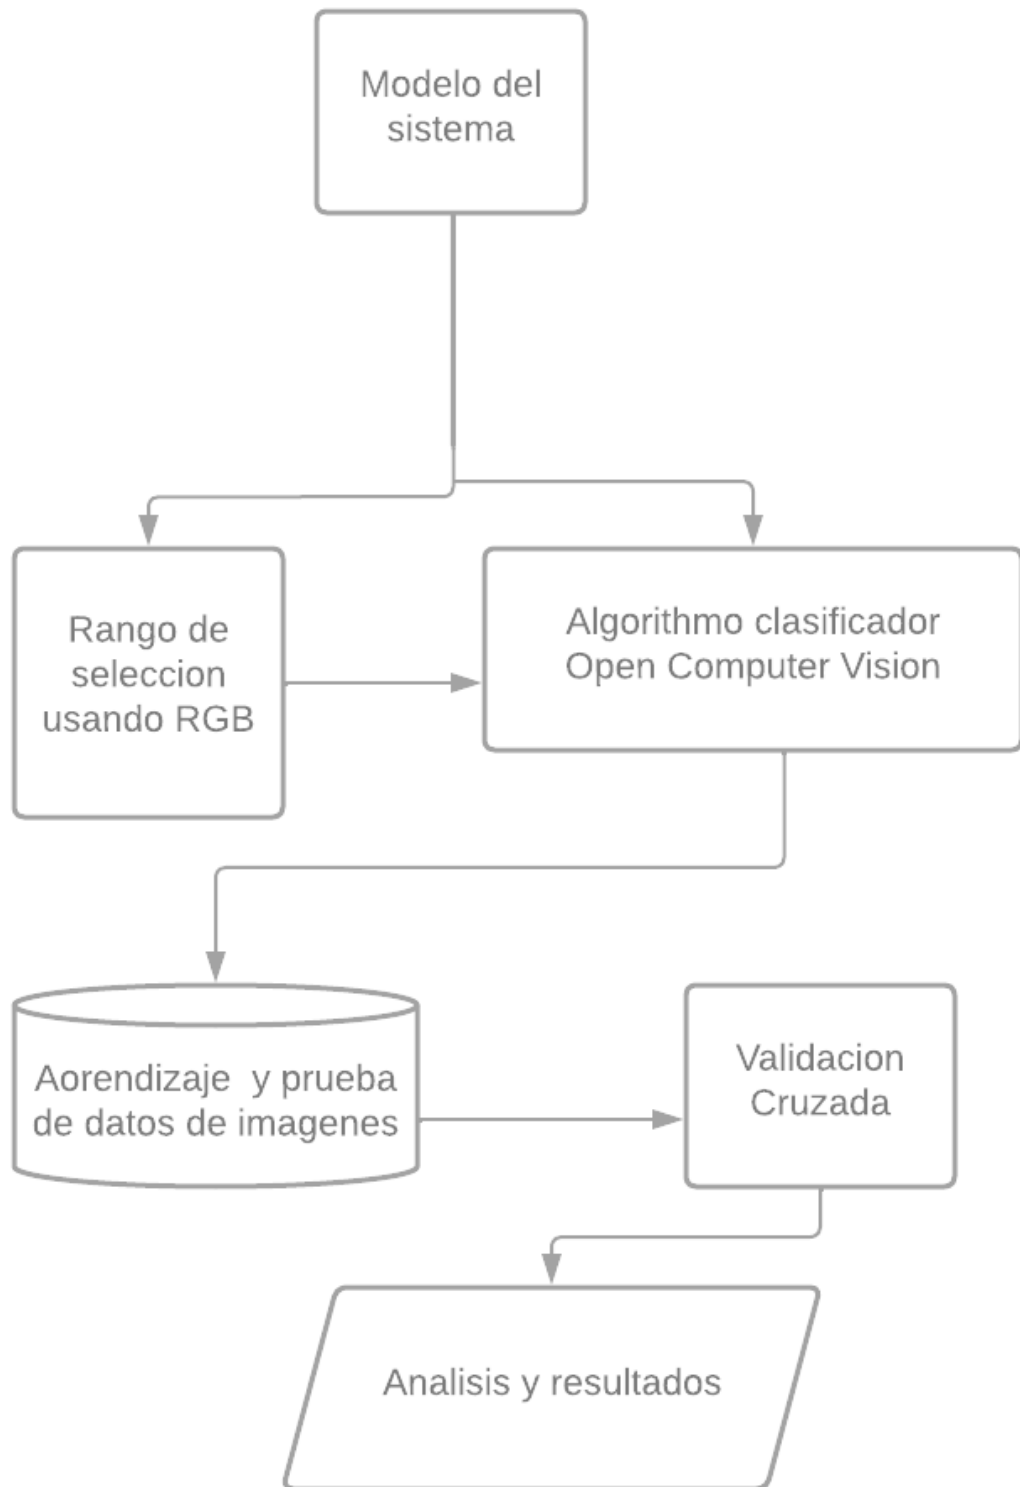 Modelo del
sistema
Rango de
seleccion
usando RGB
Algorithmo clasificador
Open Computer Vision
Aorendizaje  y prueba
de datos de imagenes
Validacion
Cruzada
Analisis y resultados